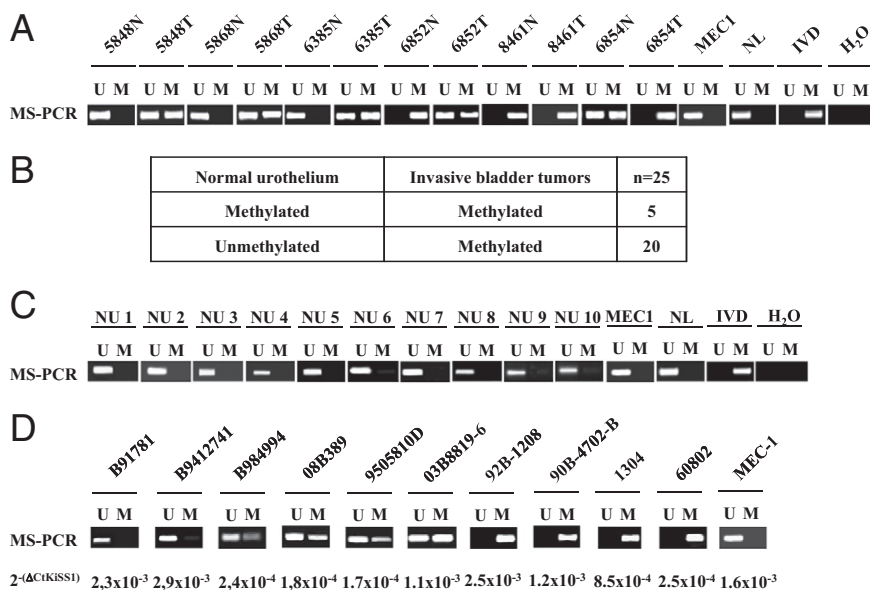 A
5848N 5848T 5868N 5868T 6385N 6385T 6852N 6852T 8461N 8461T 6854N 6854T MEC1 NL IVD H₂O
U M U M U M U M U M U M U M U M U M U M U M U M U M U M U M U M
MS-PCR
B
Normal urothelium Invasive bladder tumors n=25
Methylated Methylated 5
Unmethylated Methylated 20
C
NU 1 NU 2 NU 3 NU 4 NU 5 NU 6 NU 7 NU 8 NU 9 NU 10 MEC1 NL IVD H₂O
U M U M U M U M U M U M U M U M U M U M U M U M U M U M
MS-PCR
D
B91781 B9412741 B984994 08B389 9505810D 03B8819-6 92B-1208 90B-4702-B 1304 60802 MEC-1
U M U M U M U M U M U M U M U M U M U M U M
MS-PCR
2⁻⁽ΔCtKiSS1⁾ 2,3x10⁻³ 2,9x10⁻³ 2,4x10⁻⁴ 1,8x10⁻⁴ 1.7x10⁻⁴ 1.1x10⁻³ 2.5x10⁻³ 1.2x10⁻³ 8.5x10⁻⁴ 2.5x10⁻⁴ 1.6x10⁻³